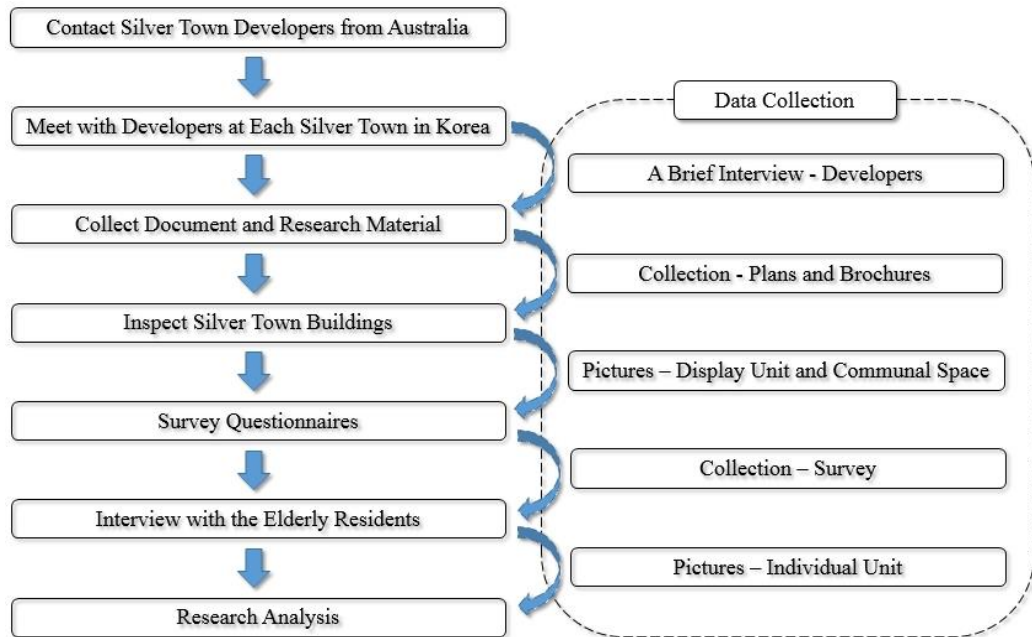 Contact Silver Town Developers from Australia
Meet with Developers at Each Silver Town in Korea
Collect Document and Research Material
Inspect Silver Town Buildings
Survey Questionnaires
Interview with the Elderly Residents
Research Analysis
Data Collection
A Brief Interview - Developers
Collection - Plans and Brochures
Pictures – Display Unit and Communal Space
Collection – Survey
Pictures – Individual Unit